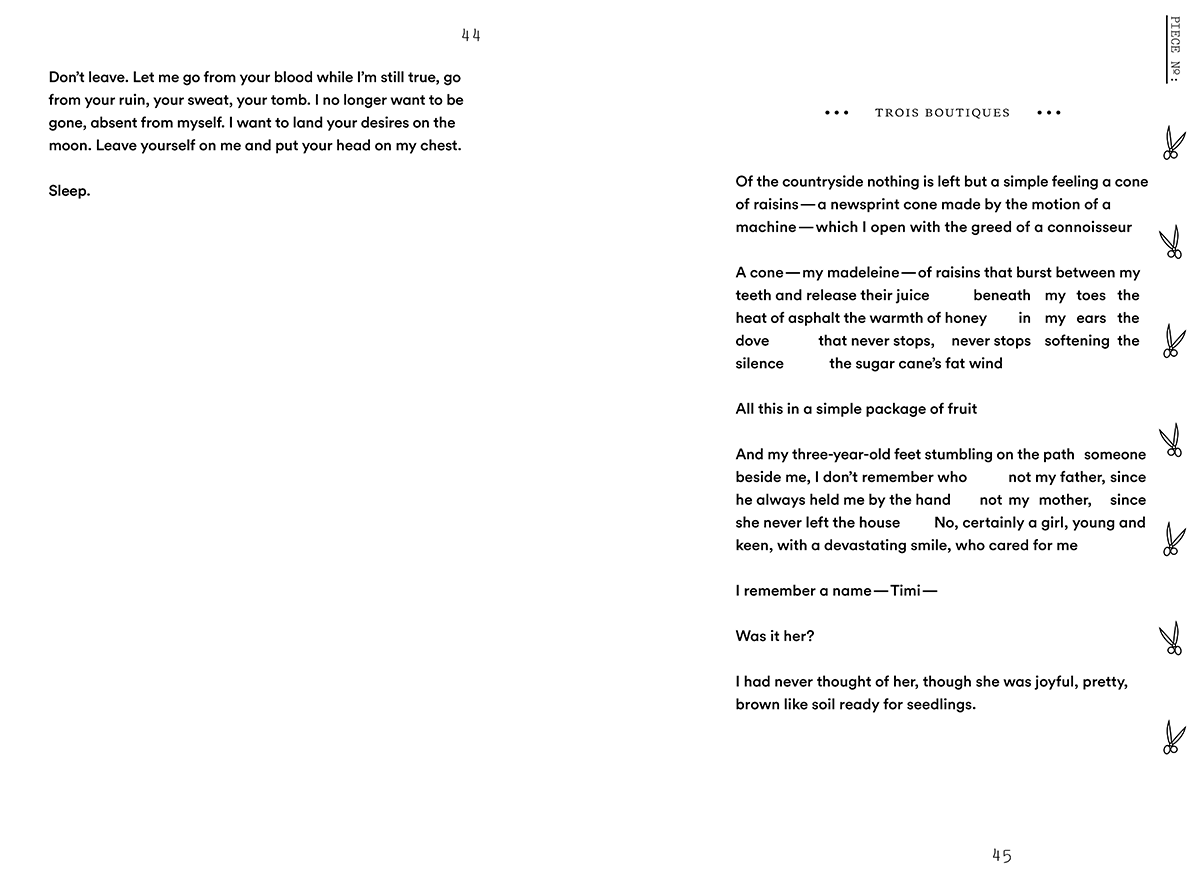 44
Don’t leave. Let me go from your blood while I’m still true, go
from your ruin, your sweat, your tomb. I no longer want to be
gone, absent from myself. I want to land your desires on the
moon. Leave yourself on me and put your head on my chest.
Sleep.
PIECE Nº:
••• TROIS BOUTIQUES •••
Of the countryside nothing is left but a simple feeling a cone
of raisins — a newsprint cone made by the motion of a
machine — which I open with the greed of a connoisseur
A cone — my madeleine — of raisins that burst between my
teeth and release their juice beneath my toes the
heat of asphalt the warmth of honey in my ears the
dove that never stops, never stops softening the
silence the sugar cane’s fat wind
All this in a simple package of fruit
And my three-year-old feet stumbling on the path someone
beside me, I don’t remember who not my father, since
he always held me by the hand not my mother, since
she never left the house No, certainly a girl, young and
keen, with a devastating smile, who cared for me
I remember a name — Timi —
Was it her?
I had never thought of her, though she was joyful, pretty,
brown like soil ready for seedlings.
45